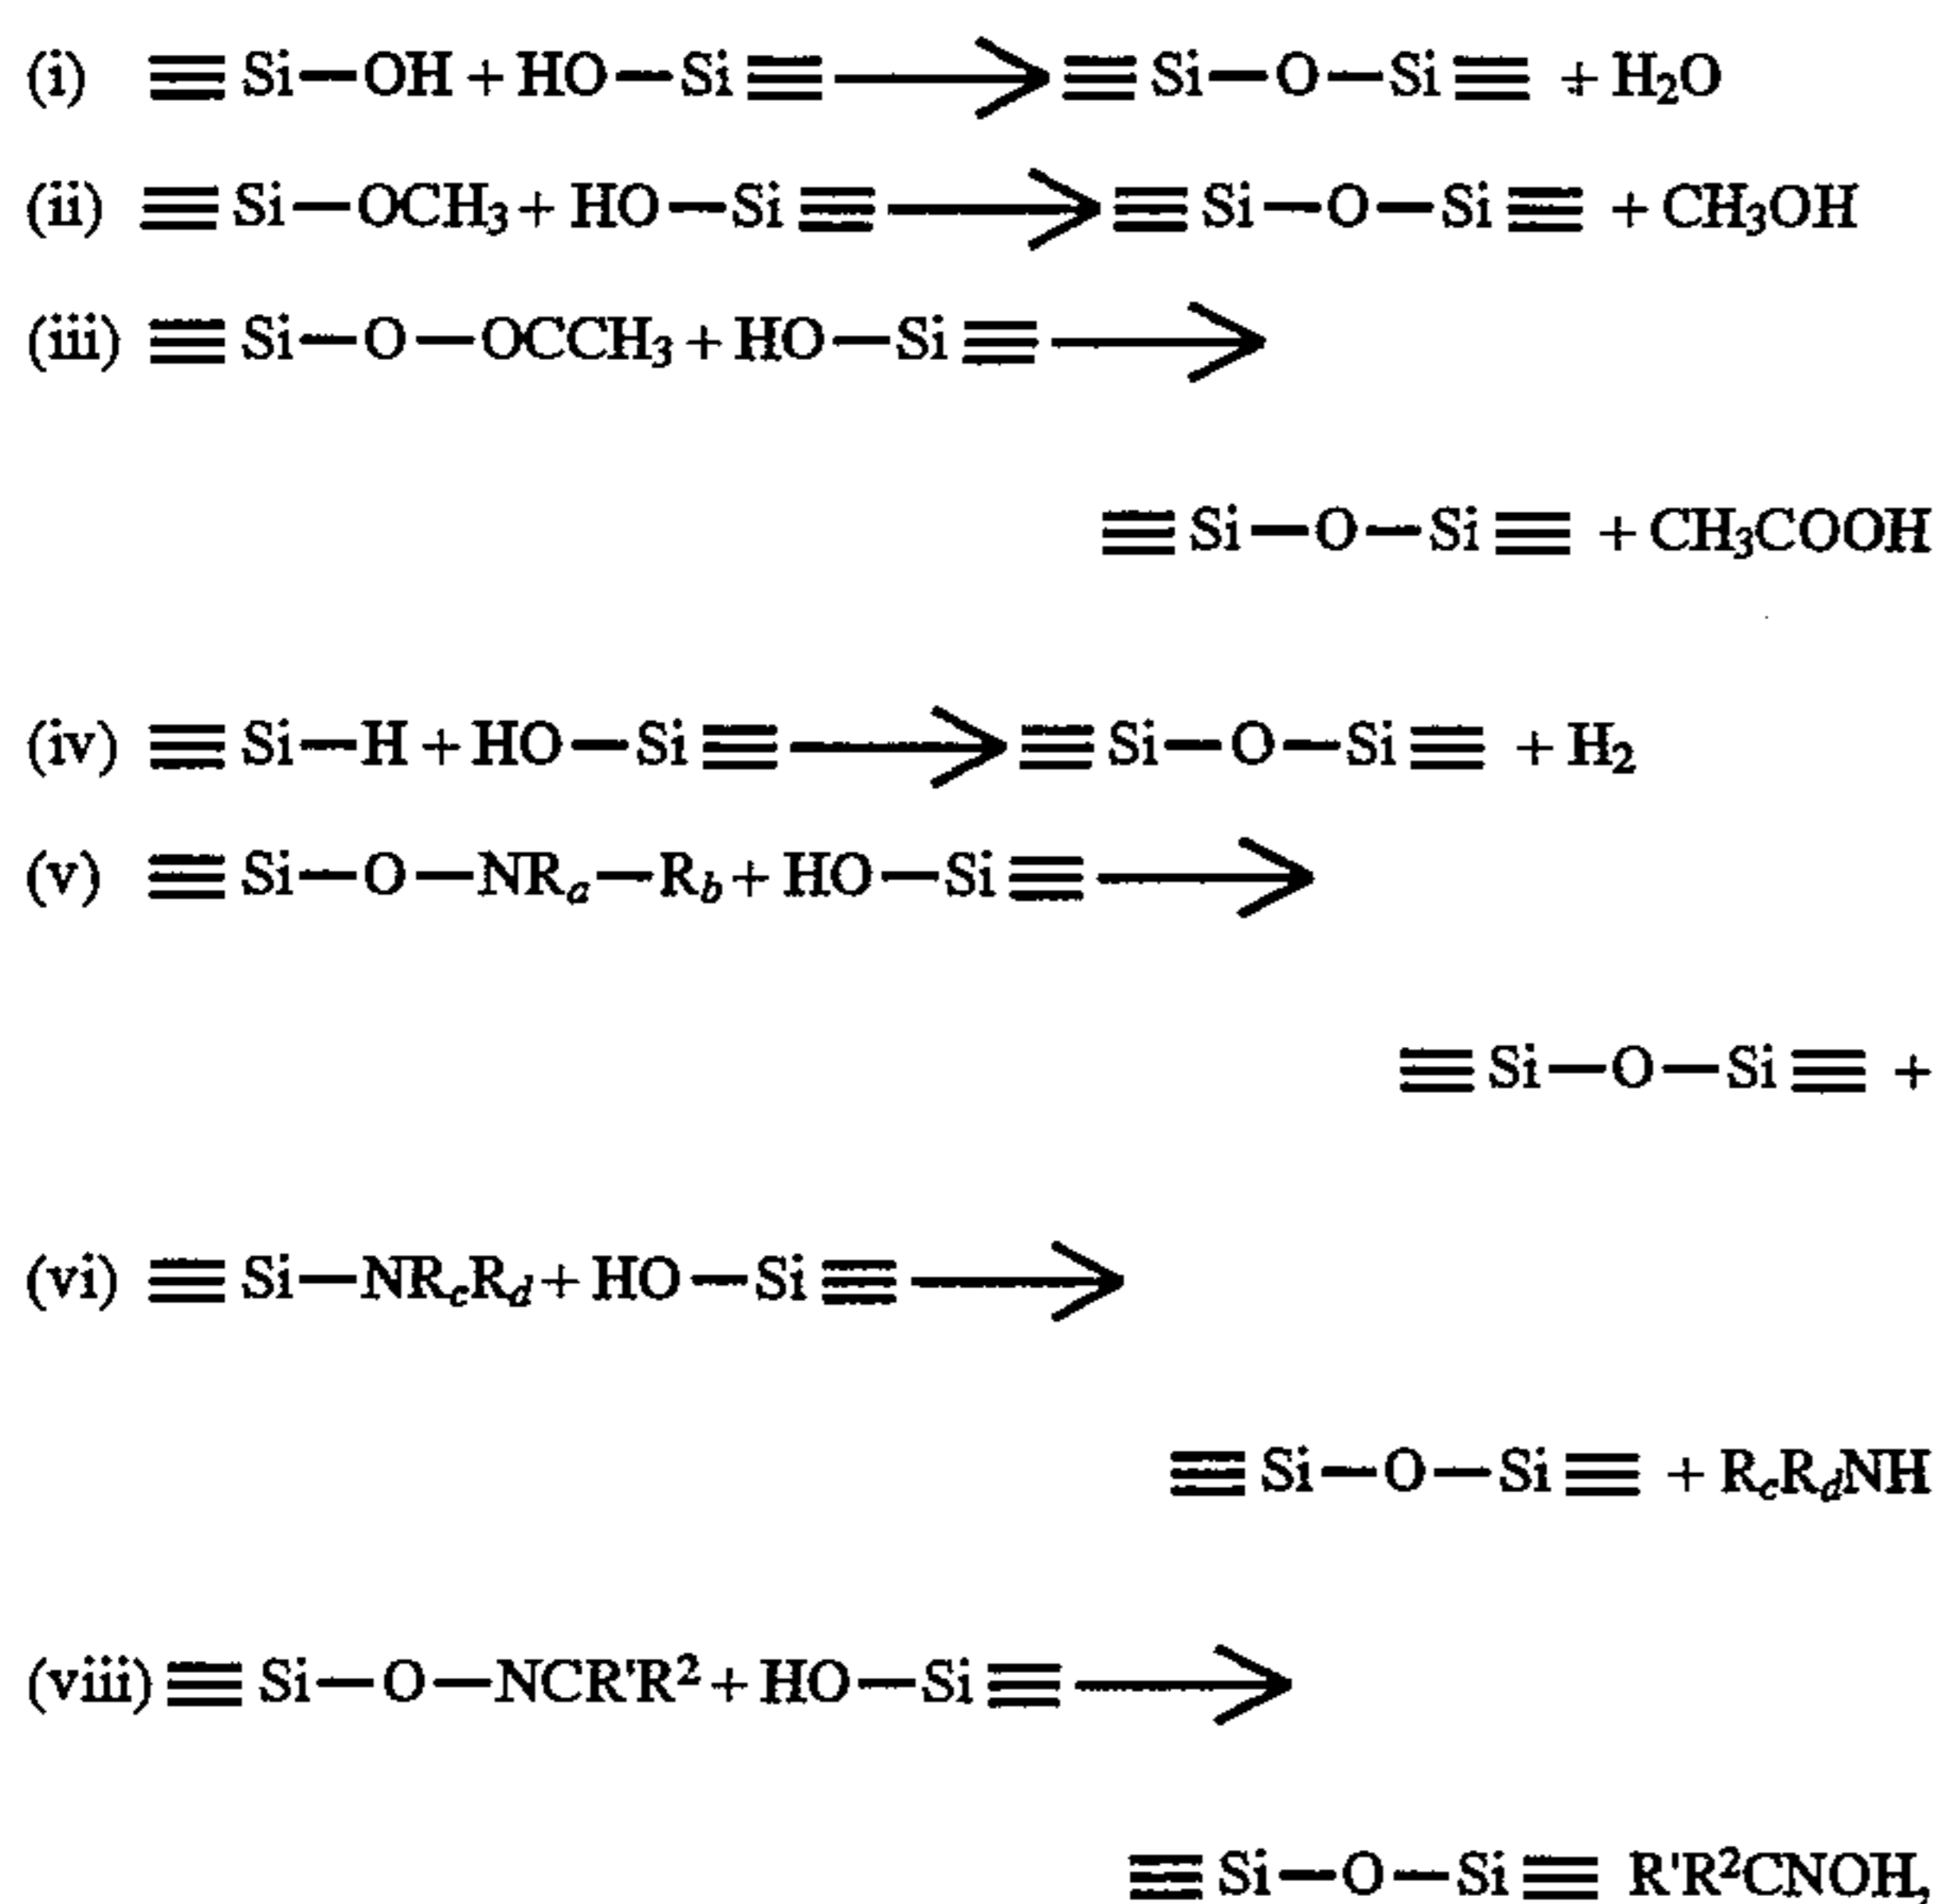 (i) ≡Si—OH + HO—Si≡ ⟶ ≡Si—O—Si≡ + H₂O
(ii) ≡Si—OCH₃ + HO—Si≡ ⟶ ≡Si—O—Si≡ + CH₃OH
(iii) ≡Si—O—OCCH₃ + HO—Si≡ ⟶
≡Si—O—Si≡ + CH₃COOH
(iv) ≡Si—H + HO—Si≡ ⟶ ≡Si—O—Si≡ + H₂
(v) ≡Si—O—NRₐ—R_b + HO—Si≡ ⟶
≡Si—O—Si≡ +
(vi) ≡Si—NR_cR_d + HO—Si≡ ⟶
≡Si—O—Si≡ + R_cR_dNH
(viii) ≡Si—O—NCR'R² + HO—Si≡ ⟶
≡Si—O—Si≡ R'R²CNOH,